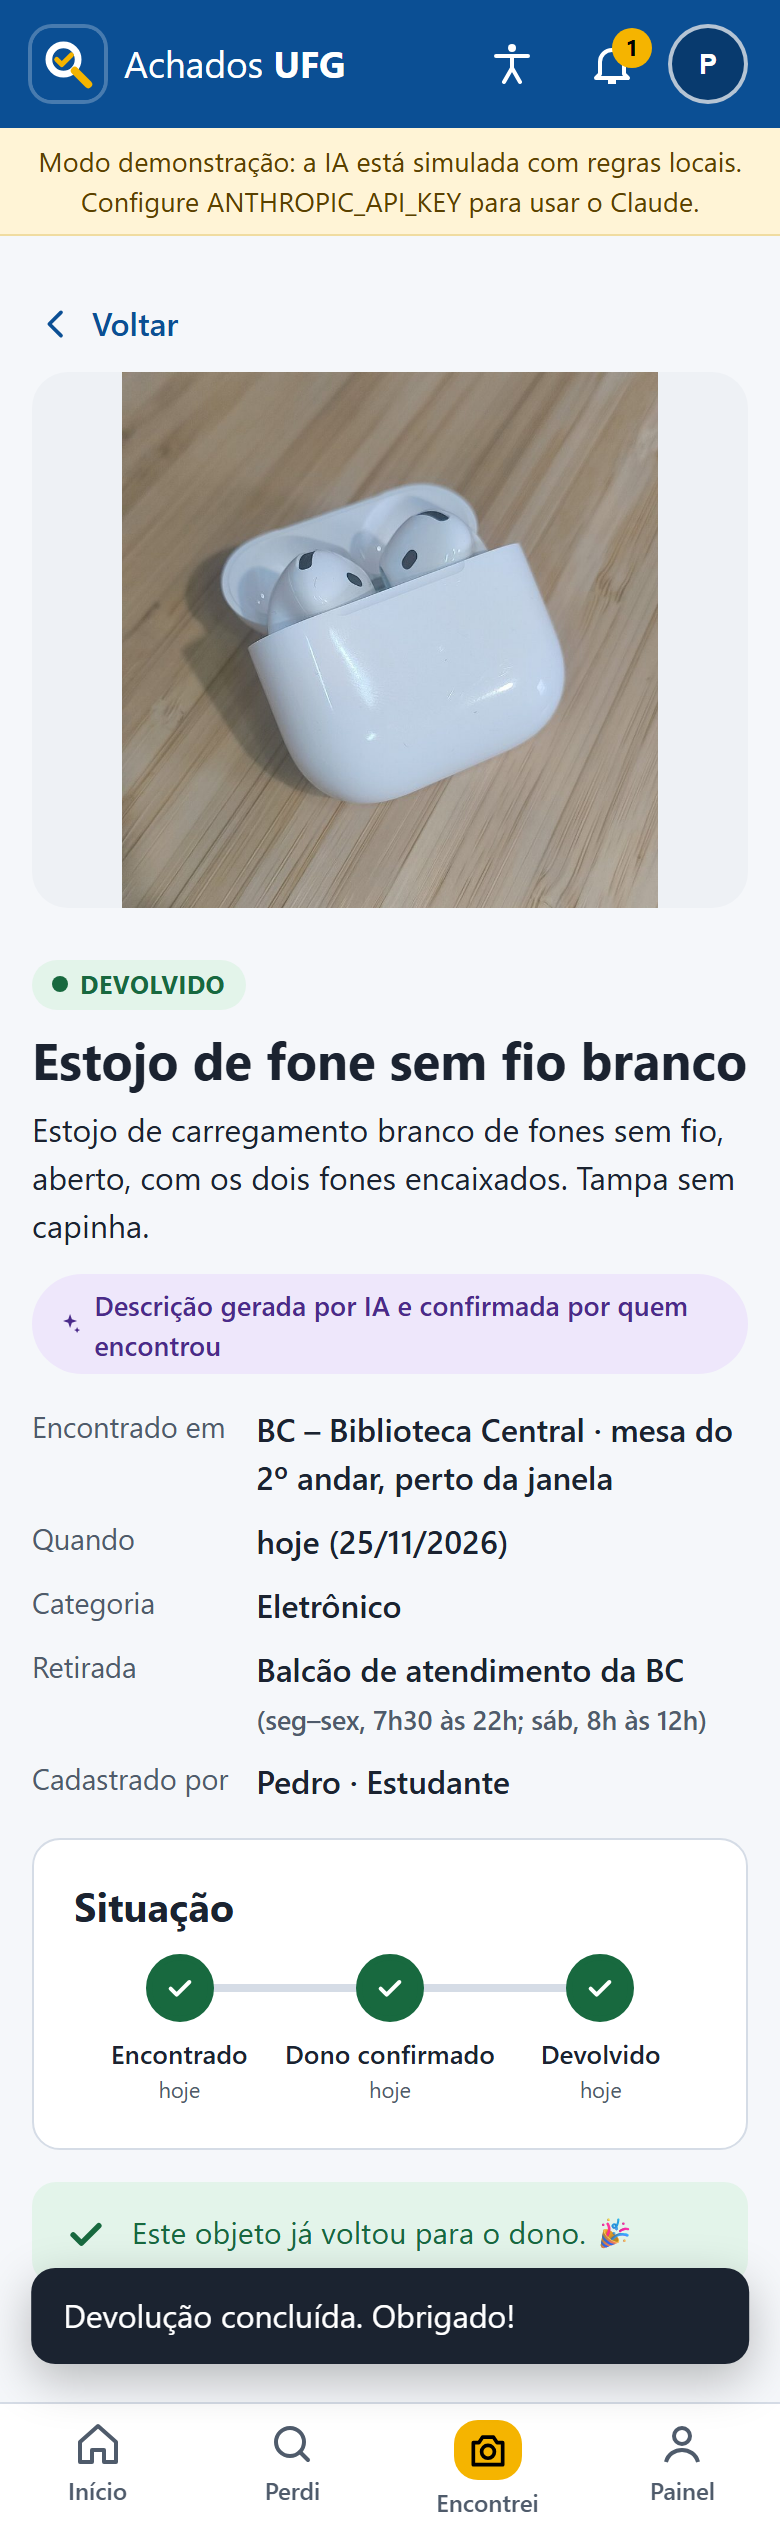 Achados UFG
1
P
Modo demonstração: a IA está simulada com regras locais.
Configure ANTHROPIC_API_KEY para usar o Claude.
Voltar
DEVOLVIDO
Estojo de fone sem fio branco
Estojo de carregamento branco de fones sem fio,
aberto, com os dois fones encaixados. Tampa sem
capinha.
Descrição gerada por IA e confirmada por quem
encontrou
Encontrado em
BC – Biblioteca Central · mesa do
2º andar, perto da janela
Quando
hoje (25/11/2026)
Categoria
Eletrônico
Retirada
Balcão de atendimento da BC
(seg–sex, 7h30 às 22h; sáb, 8h às 12h)
Cadastrado por
Pedro · Estudante
Situação
Encontrado
hoje
Dono confirmado
hoje
Devolvido
hoje
Este objeto já voltou para o dono. 🎉
Devolução concluída. Obrigado!
Início
Perdi
Encontrei
Painel